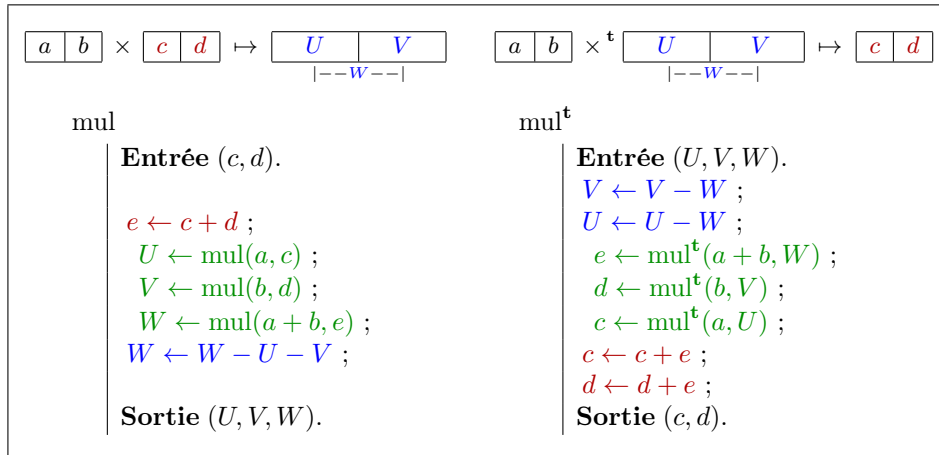 a b × c d ↦ U V
|−−W−−|
a b ×ᵗ U V ↦ c d
|−−W−−|
mul
Entrée (c, d).
e ← c + d ;
U ← mul(a, c) ;
V ← mul(b, d) ;
W ← mul(a + b, e) ;
W ← W − U − V ;
Sortie (U, V, W).
mulᵗ
Entrée (U, V, W).
V ← V − W ;
U ← U − W ;
e ← mulᵗ(a + b, W) ;
d ← mulᵗ(b, V) ;
c ← mulᵗ(a, U) ;
c ← c + e ;
d ← d + e ;
Sortie (c, d).